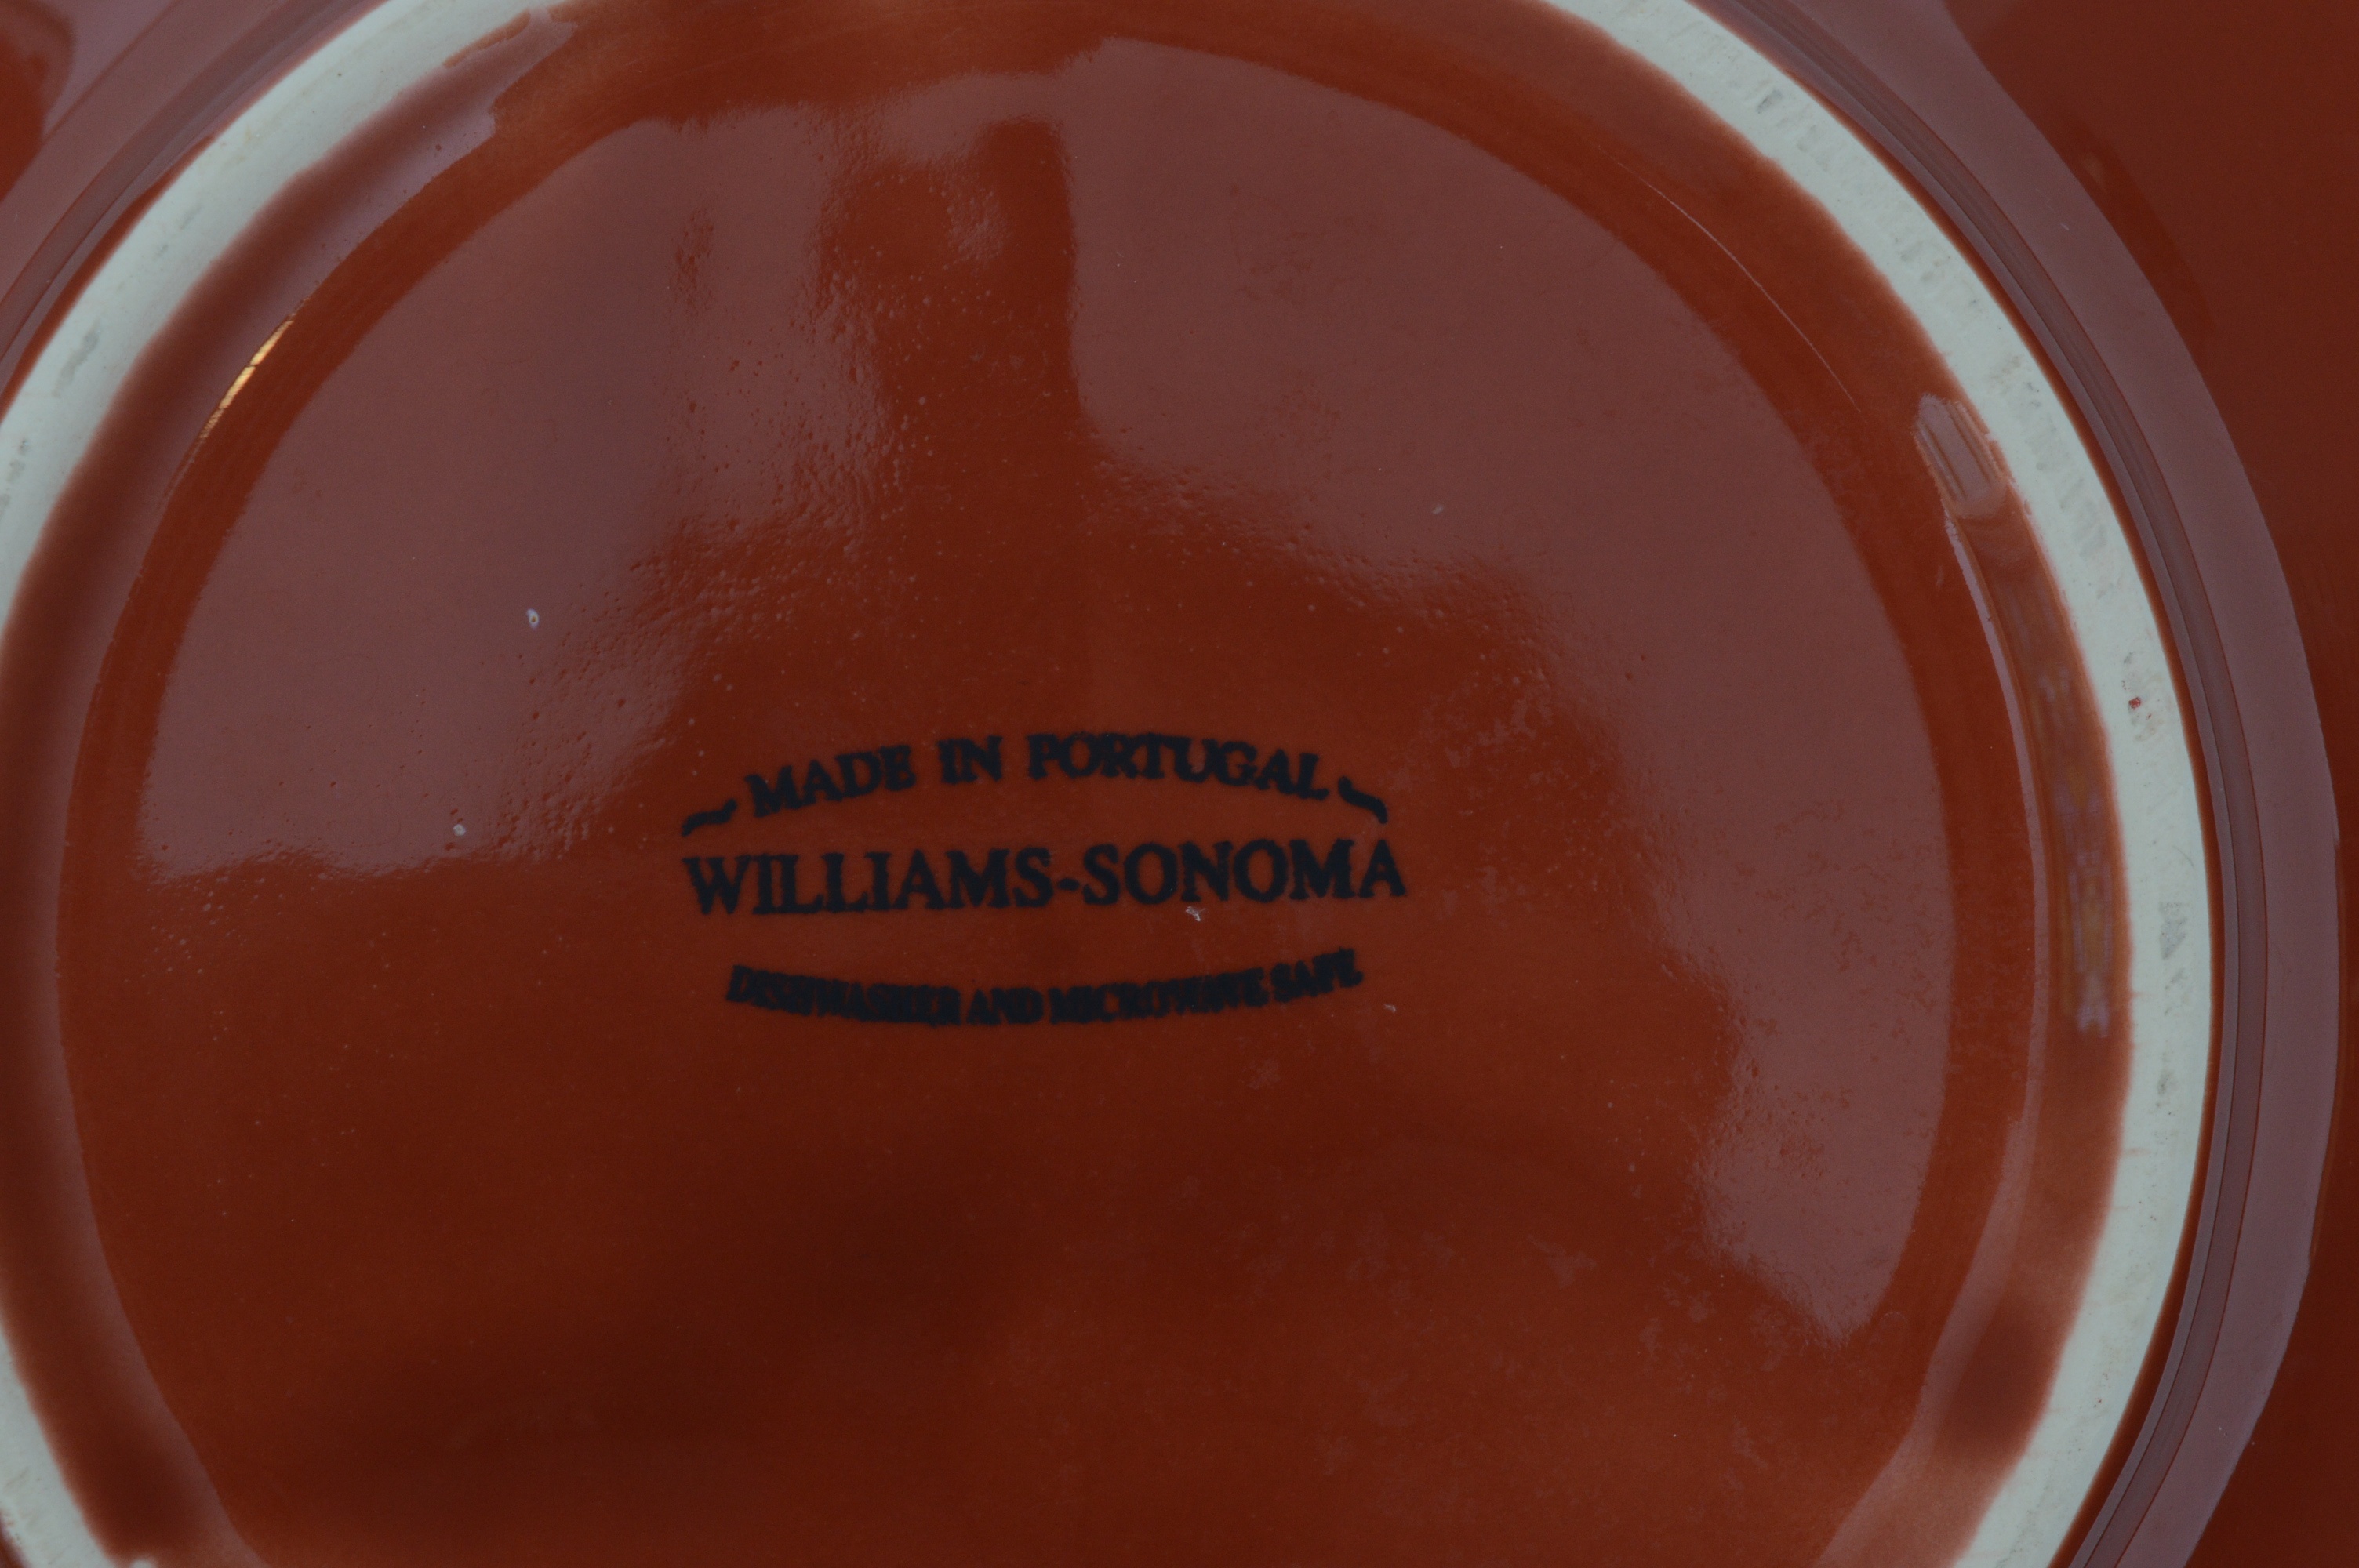 MADE IN PORTUGAL
WILLIAMS-SONOMA
DISHWASHER AND MICROWAVE SAFE